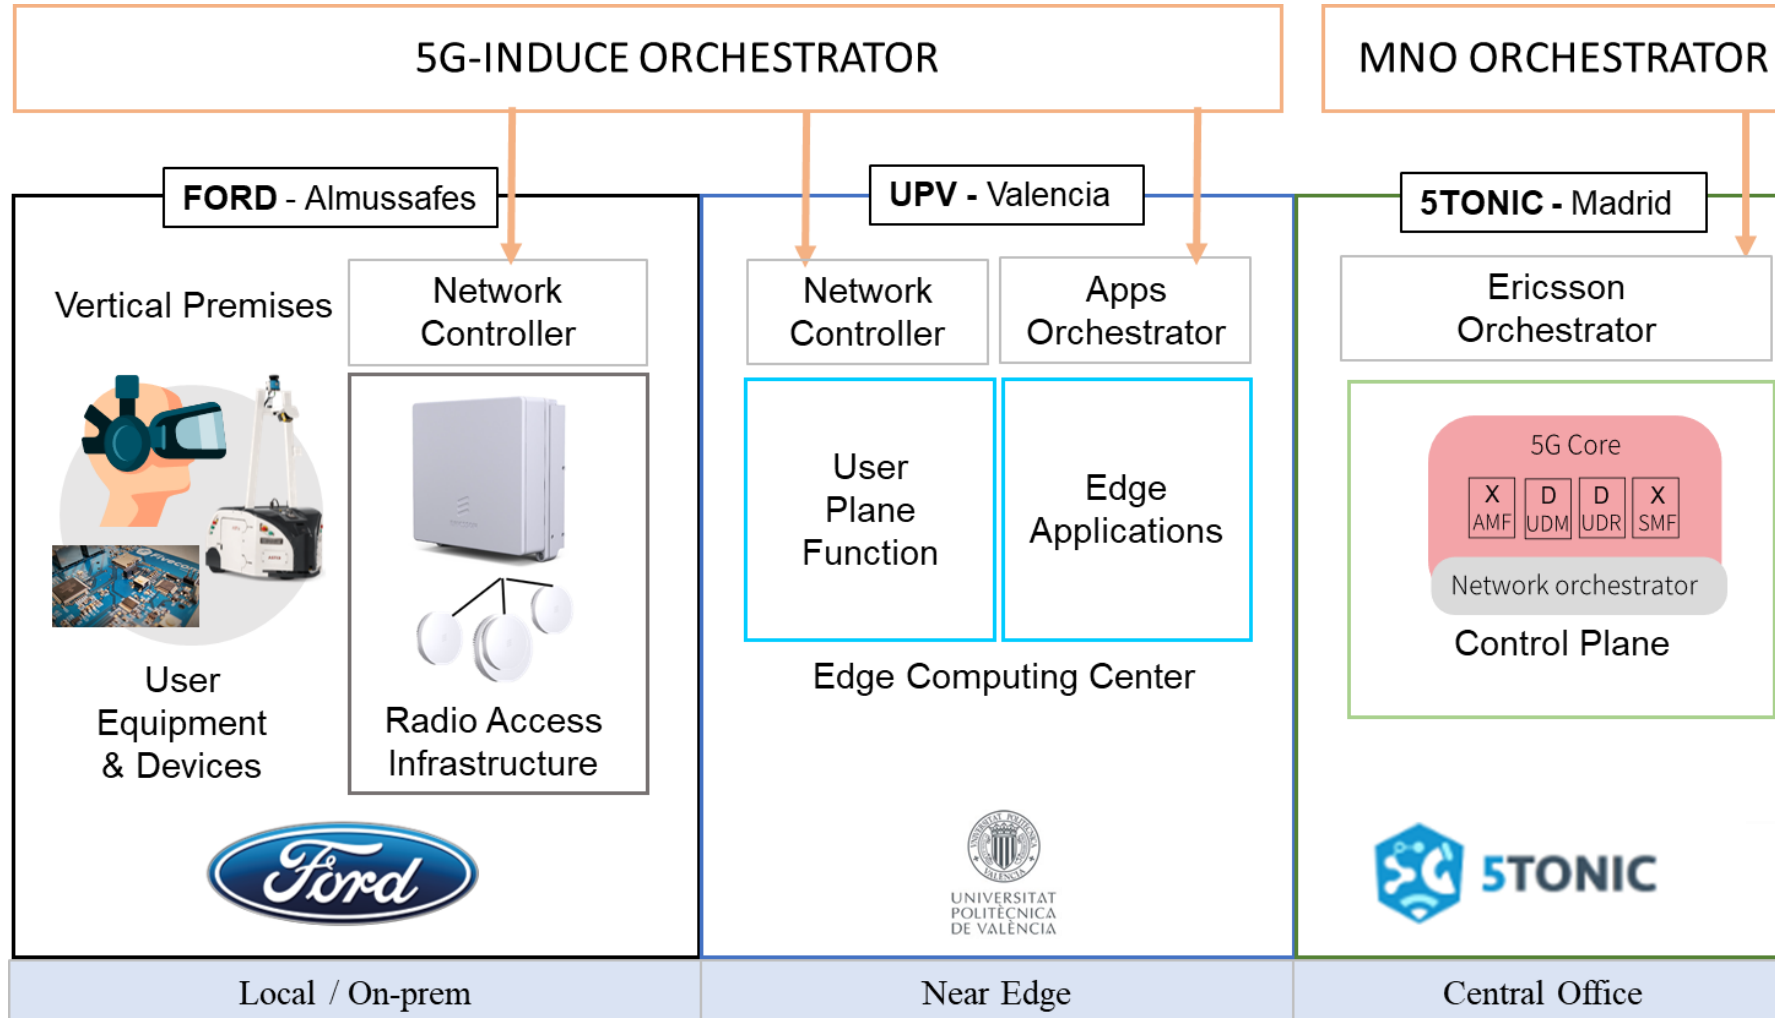 5G-INDUCE ORCHESTRATOR
MNO ORCHESTRATOR
FORD - Almussafes
UPV - Valencia
5TONIC - Madrid
Vertical Premises
Network
Controller
Network
Controller
Apps
Orchestrator
Ericsson
Orchestrator
User
Plane
Function
Edge
Applications
5G Core
X
AMF
D
UDM
D
UDR
X
SMF
Network orchestrator
Control Plane
fivecom
User
Equipment
& Devices
Radio Access
Infrastructure
Edge Computing Center
Ford
UNIVERSITAT
POLITÈCNICA
DE VALÈNCIA
5G
5TONIC
Local / On-prem
Near Edge
Central Office